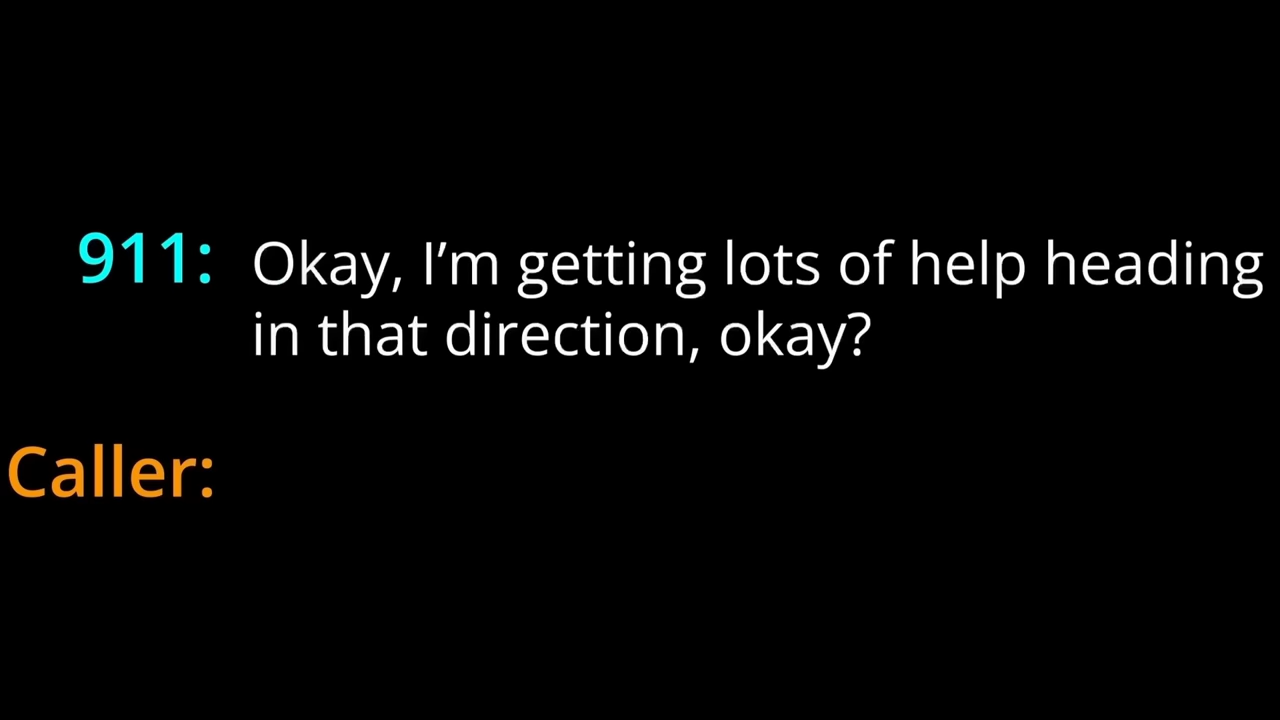 911: Okay, I’m getting lots of help heading
in that direction, okay?
Caller: